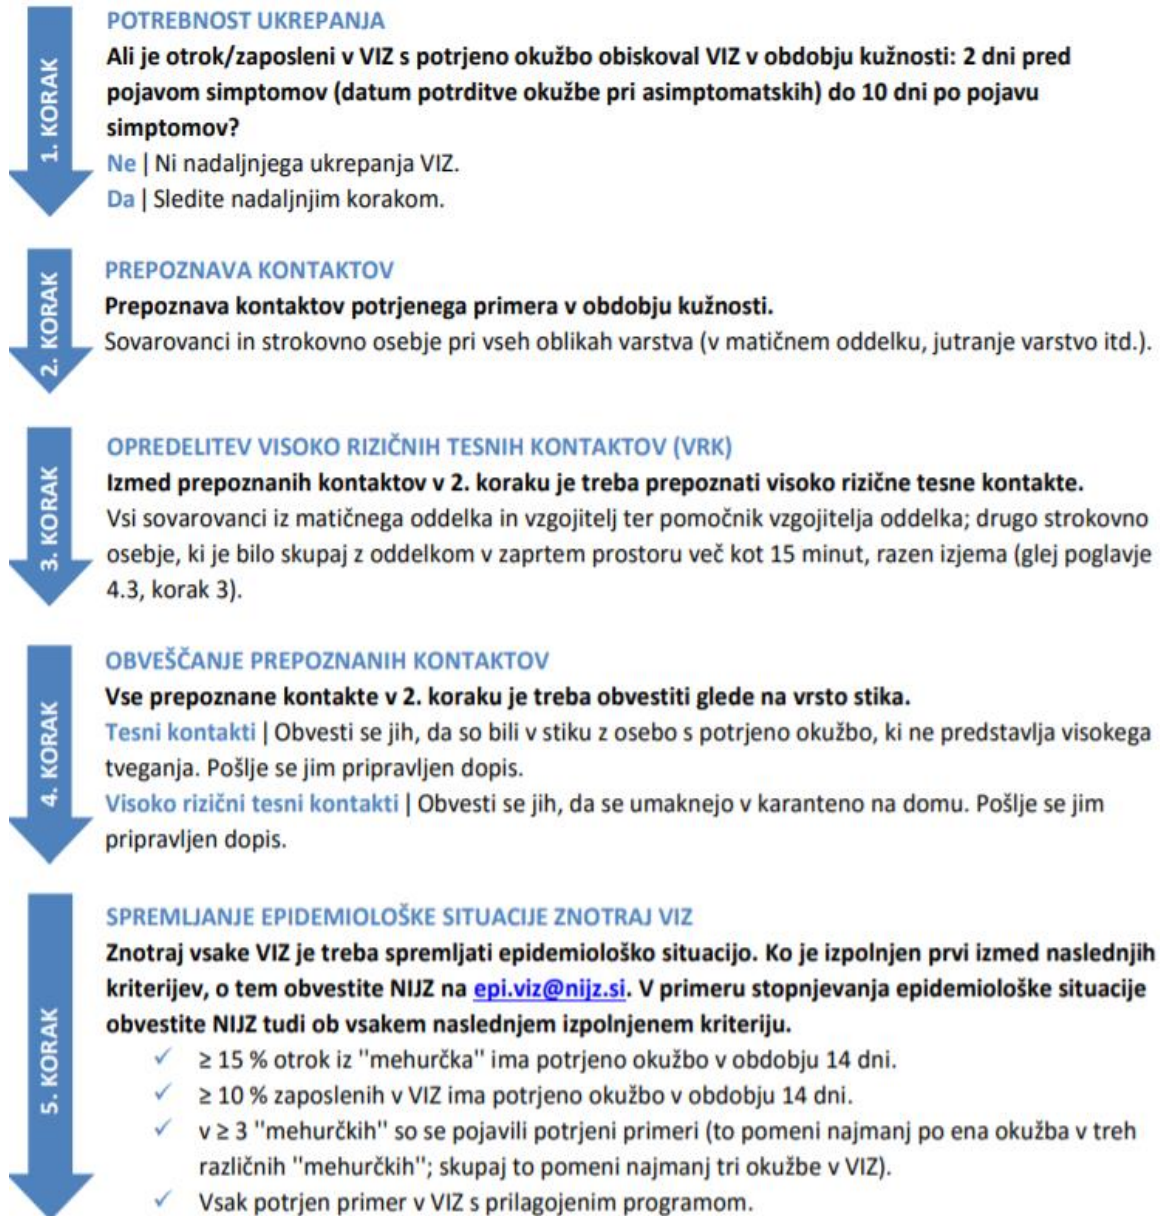 1. KORAK
POTREBNOST UKREPANJA
Ali je otrok/zaposleni v VIZ s potrjeno okužbo obiskoval VIZ v obdobju kužnosti: 2 dni pred
pojavom simptomov (datum potrditve okužbe pri asimptomatskih) do 10 dni po pojavu
simptomov?
Ne | Ni nadaljnjega ukrepanja VIZ.
Da | Sledite nadaljnjim korakom.
2. KORAK
PREPOZNAVA KONTAKTOV
Prepoznava kontaktov potrjenega primera v obdobju kužnosti.
Sovarovanci in strokovno osebje pri vseh oblikah varstva (v matičnem oddelku, jutranje varstvo itd.).
3. KORAK
OPREDELITEV VISOKO RIZIČNIH TESNIH KONTAKTOV (VRK)
Izmed prepoznanih kontaktov v 2. koraku je treba prepoznati visoko rizične tesne kontakte.
Vsi sovarovanci iz matičnega oddelka in vzgojitelj ter pomočnik vzgojitelja oddelka; drugo strokovno
osebje, ki je bilo skupaj z oddelkom v zaprtem prostoru več kot 15 minut, razen izjema (glej poglavje
4.3, korak 3).
4. KORAK
OBVEŠČANJE PREPOZNANIH KONTAKTOV
Vse prepoznane kontakte v 2. koraku je treba obvestiti glede na vrsto stika.
Tesni kontakti | Obvesti se jih, da so bili v stiku z osebo s potrjeno okužbo, ki ne predstavlja visokega
tveganja. Pošlje se jim pripravljen dopis.
Visoko rizični tesni kontakti | Obvesti se jih, da se umaknejo v karanteno na domu. Pošlje se jim
pripravljen dopis.
5. KORAK
SPREMLJANJE EPIDEMIOLOŠKE SITUACIJE ZNOTRAJ VIZ
Znotraj vsake VIZ je treba spremljati epidemiološko situacijo. Ko je izpolnjen prvi izmed naslednjih
kriterijev, o tem obvestite NIJZ na epi.viz@nijz.si. V primeru stopnjevanja epidemiološke situacije
obvestite NIJZ tudi ob vsakem naslednjem izpolnjenem kriteriju.
✓ ≥ 15 % otrok iz "mehurčka" ima potrjeno okužbo v obdobju 14 dni.
✓ ≥ 10 % zaposlenih v VIZ ima potrjeno okužbo v obdobju 14 dni.
✓ v ≥ 3 "mehurčkih" so se pojavili potrjeni primeri (to pomeni najmanj po ena okužba v treh
različnih "mehurčkih"; skupaj to pomeni najmanj tri okužbe v VIZ).
✓ Vsak potrjen primer v VIZ s prilagojenim programom.